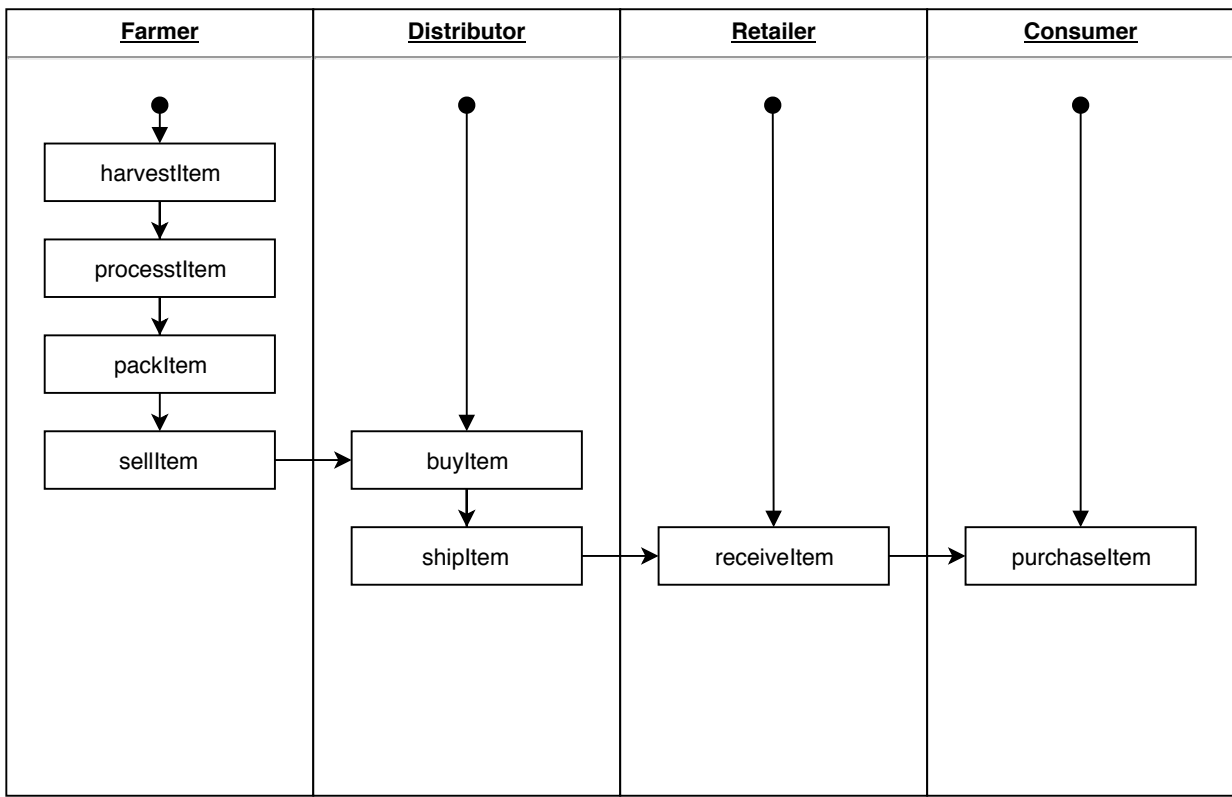 Farmer
Distributor
Retailer
Consumer
harvestItem
processtItem
packItem
sellItem
buyItem
shipItem
receiveItem
purchaseItem